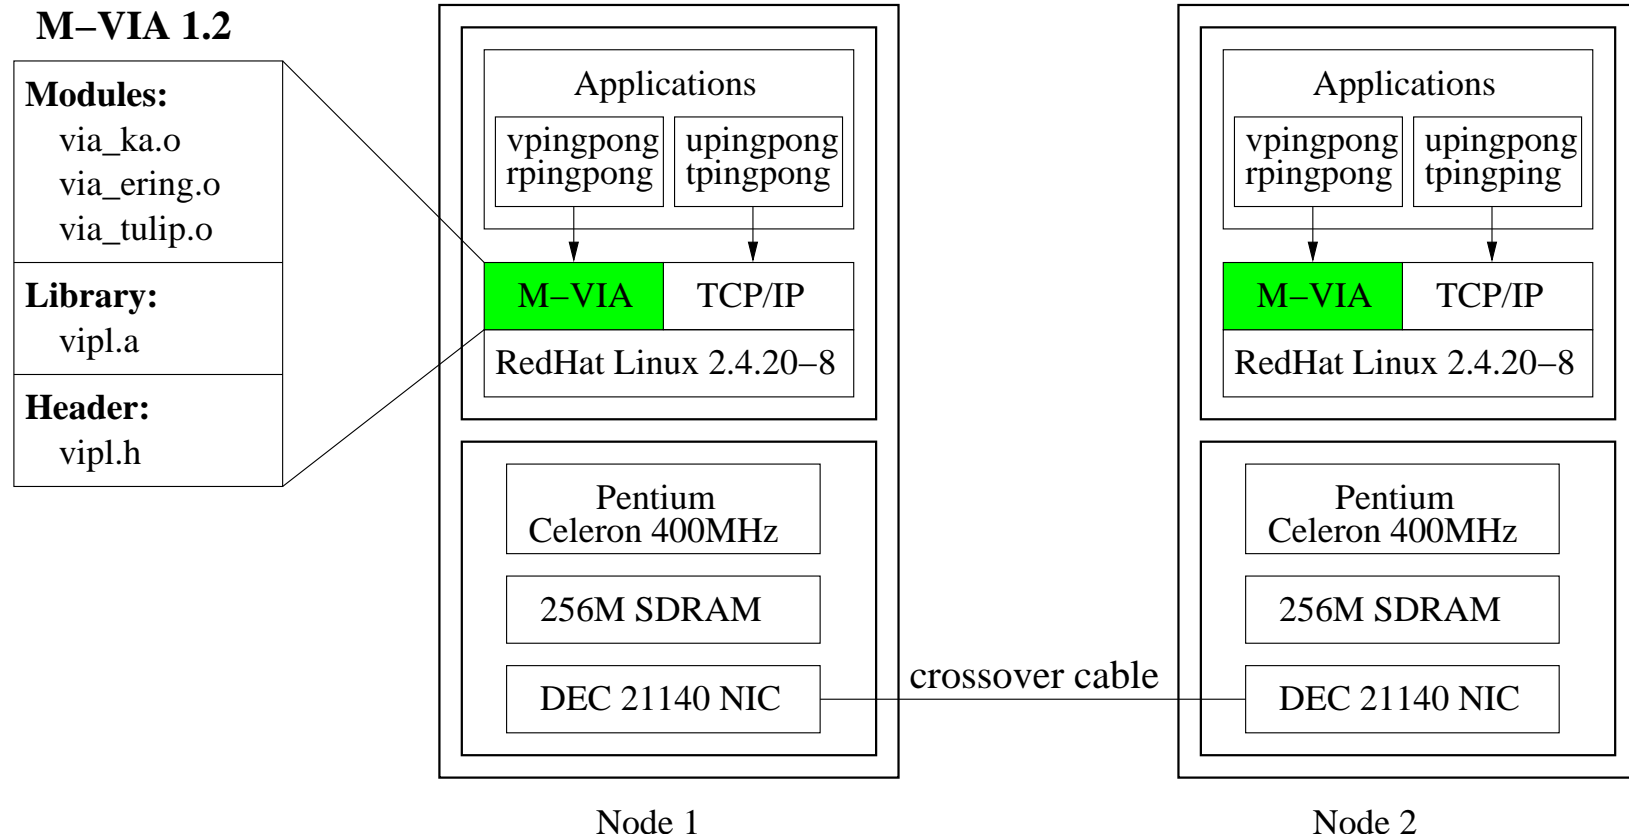 M−VIA 1.2
Modules:
via_ka.o
via_ering.o
via_tulip.o
Library:
vipl.a
Header:
vipl.h
Applications
vpingpong
rpingpong
upingpong
tpingpong
M−VIA
TCP/IP
RedHat Linux 2.4.20−8
Pentium
Celeron 400MHz
256M SDRAM
DEC 21140 NIC
Node 1
crossover cable
Applications
vpingpong
rpingpong
upingpong
tpingping
M−VIA
TCP/IP
RedHat Linux 2.4.20−8
Pentium
Celeron 400MHz
256M SDRAM
DEC 21140 NIC
Node 2